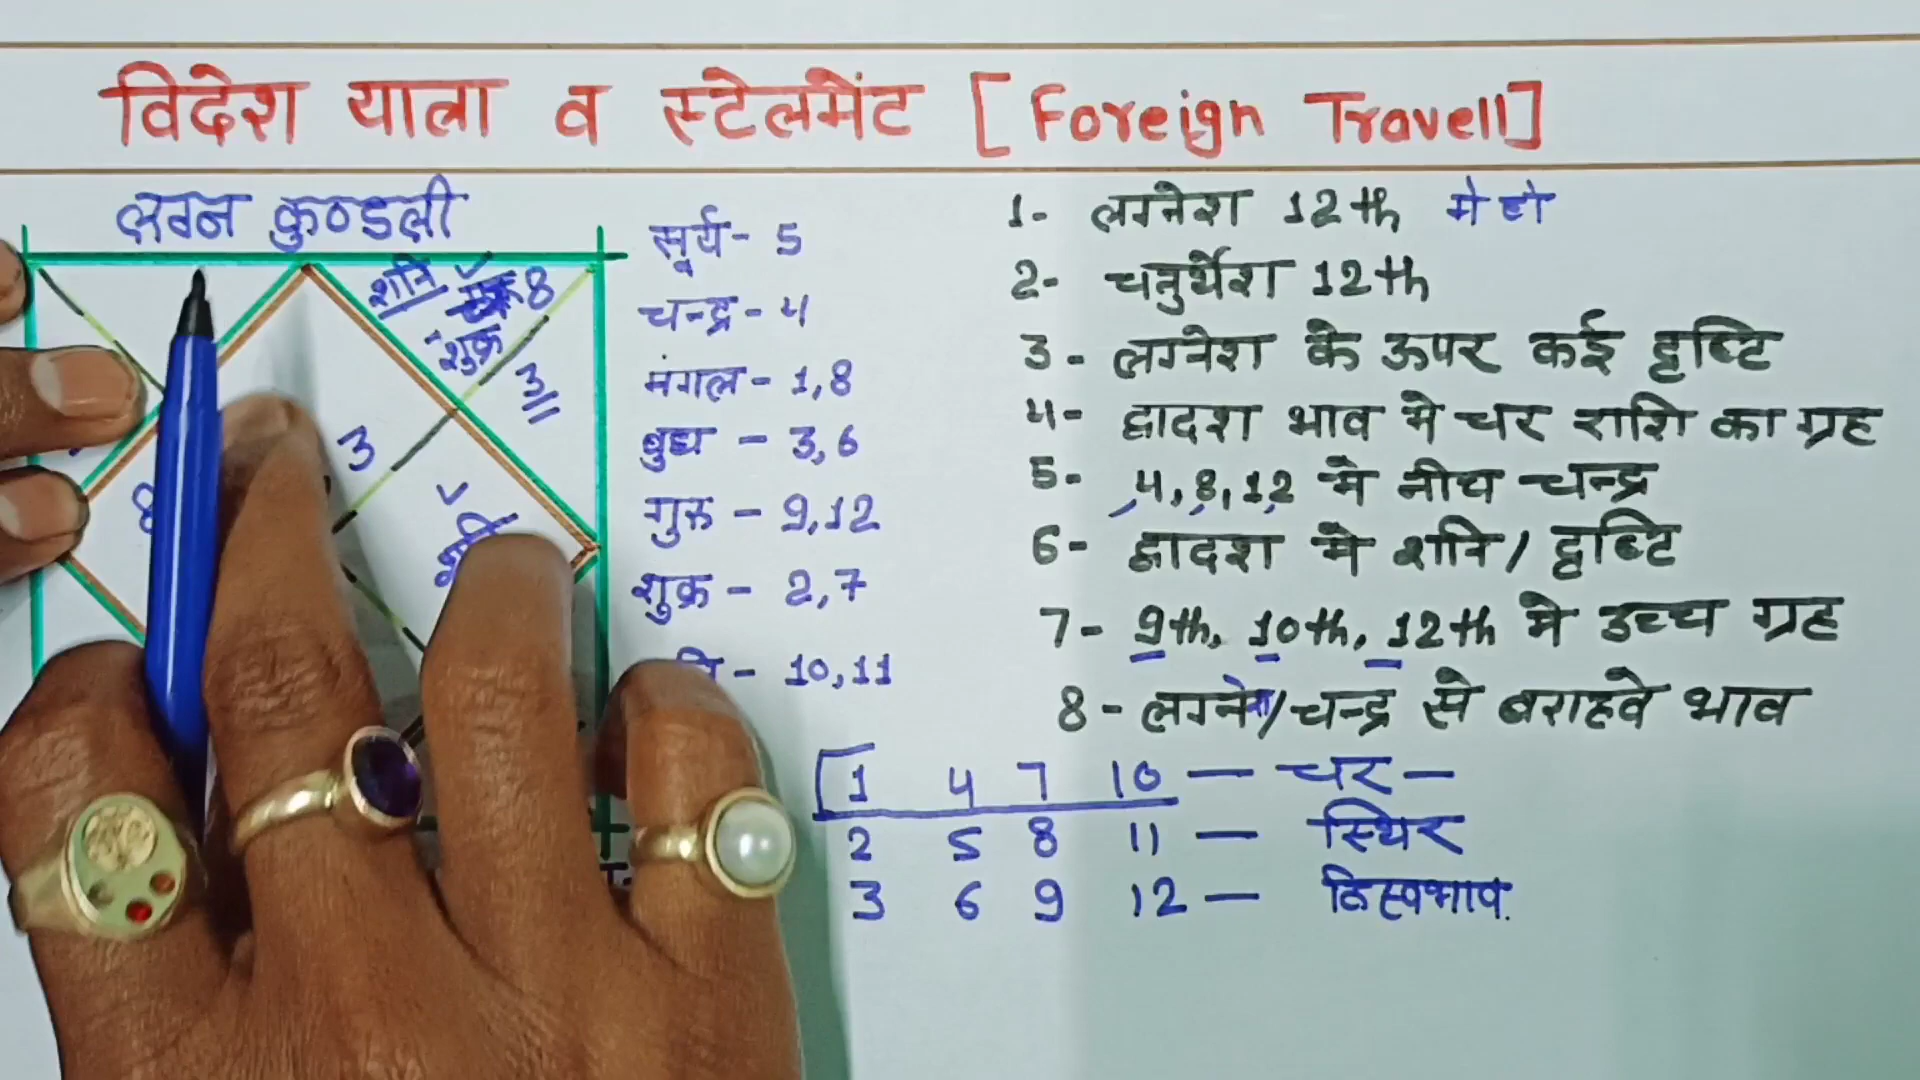 विदेश यात्रा व स्टेलमेंट [Foreign Travell]
लग्न कुण्डली
शनि
8
शुक्र
3
3
8
सूर्य - 5
चन्द्र - 4
मंगल - 1,8
बुध - 3,6
गुरु - 9,12
शुक्र - 2,7
- 10,11
1- लग्नेश 12th मे हो
2- चतुर्थेश 12th
3- लग्नेश के ऊपर कई दृष्टि
4- द्वादश भाव मे चर राशि का ग्रह
5- 4,8,12 मे नीच चन्द्र
6- द्वादश मे शनि / दृष्टि
7- 9th, 10th, 12th मे उच्च ग्रह
8- लग्नेश/चन्द्र से बराहवे भाव
1 4 7 10 — चर —
2 5 8 11 — स्थिर
3 6 9 12 — द्विस्वभाव.